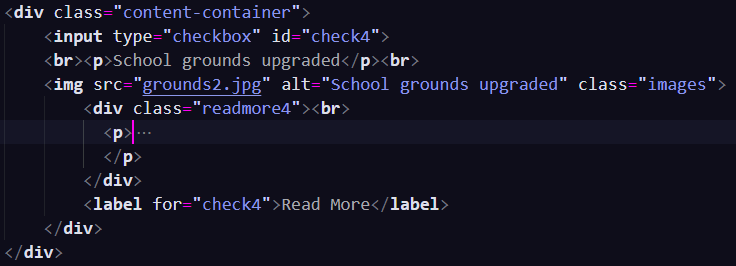 <div class="content-container">
<input type="checkbox" id="check4">
<br><p>School grounds upgraded</p><br>
<img src="grounds2.jpg" alt="School grounds upgraded" class="images">
<div class="readmore4"><br>
<p>…
</p>
</div>
<label for="check4">Read More</label>
</div>
</div>